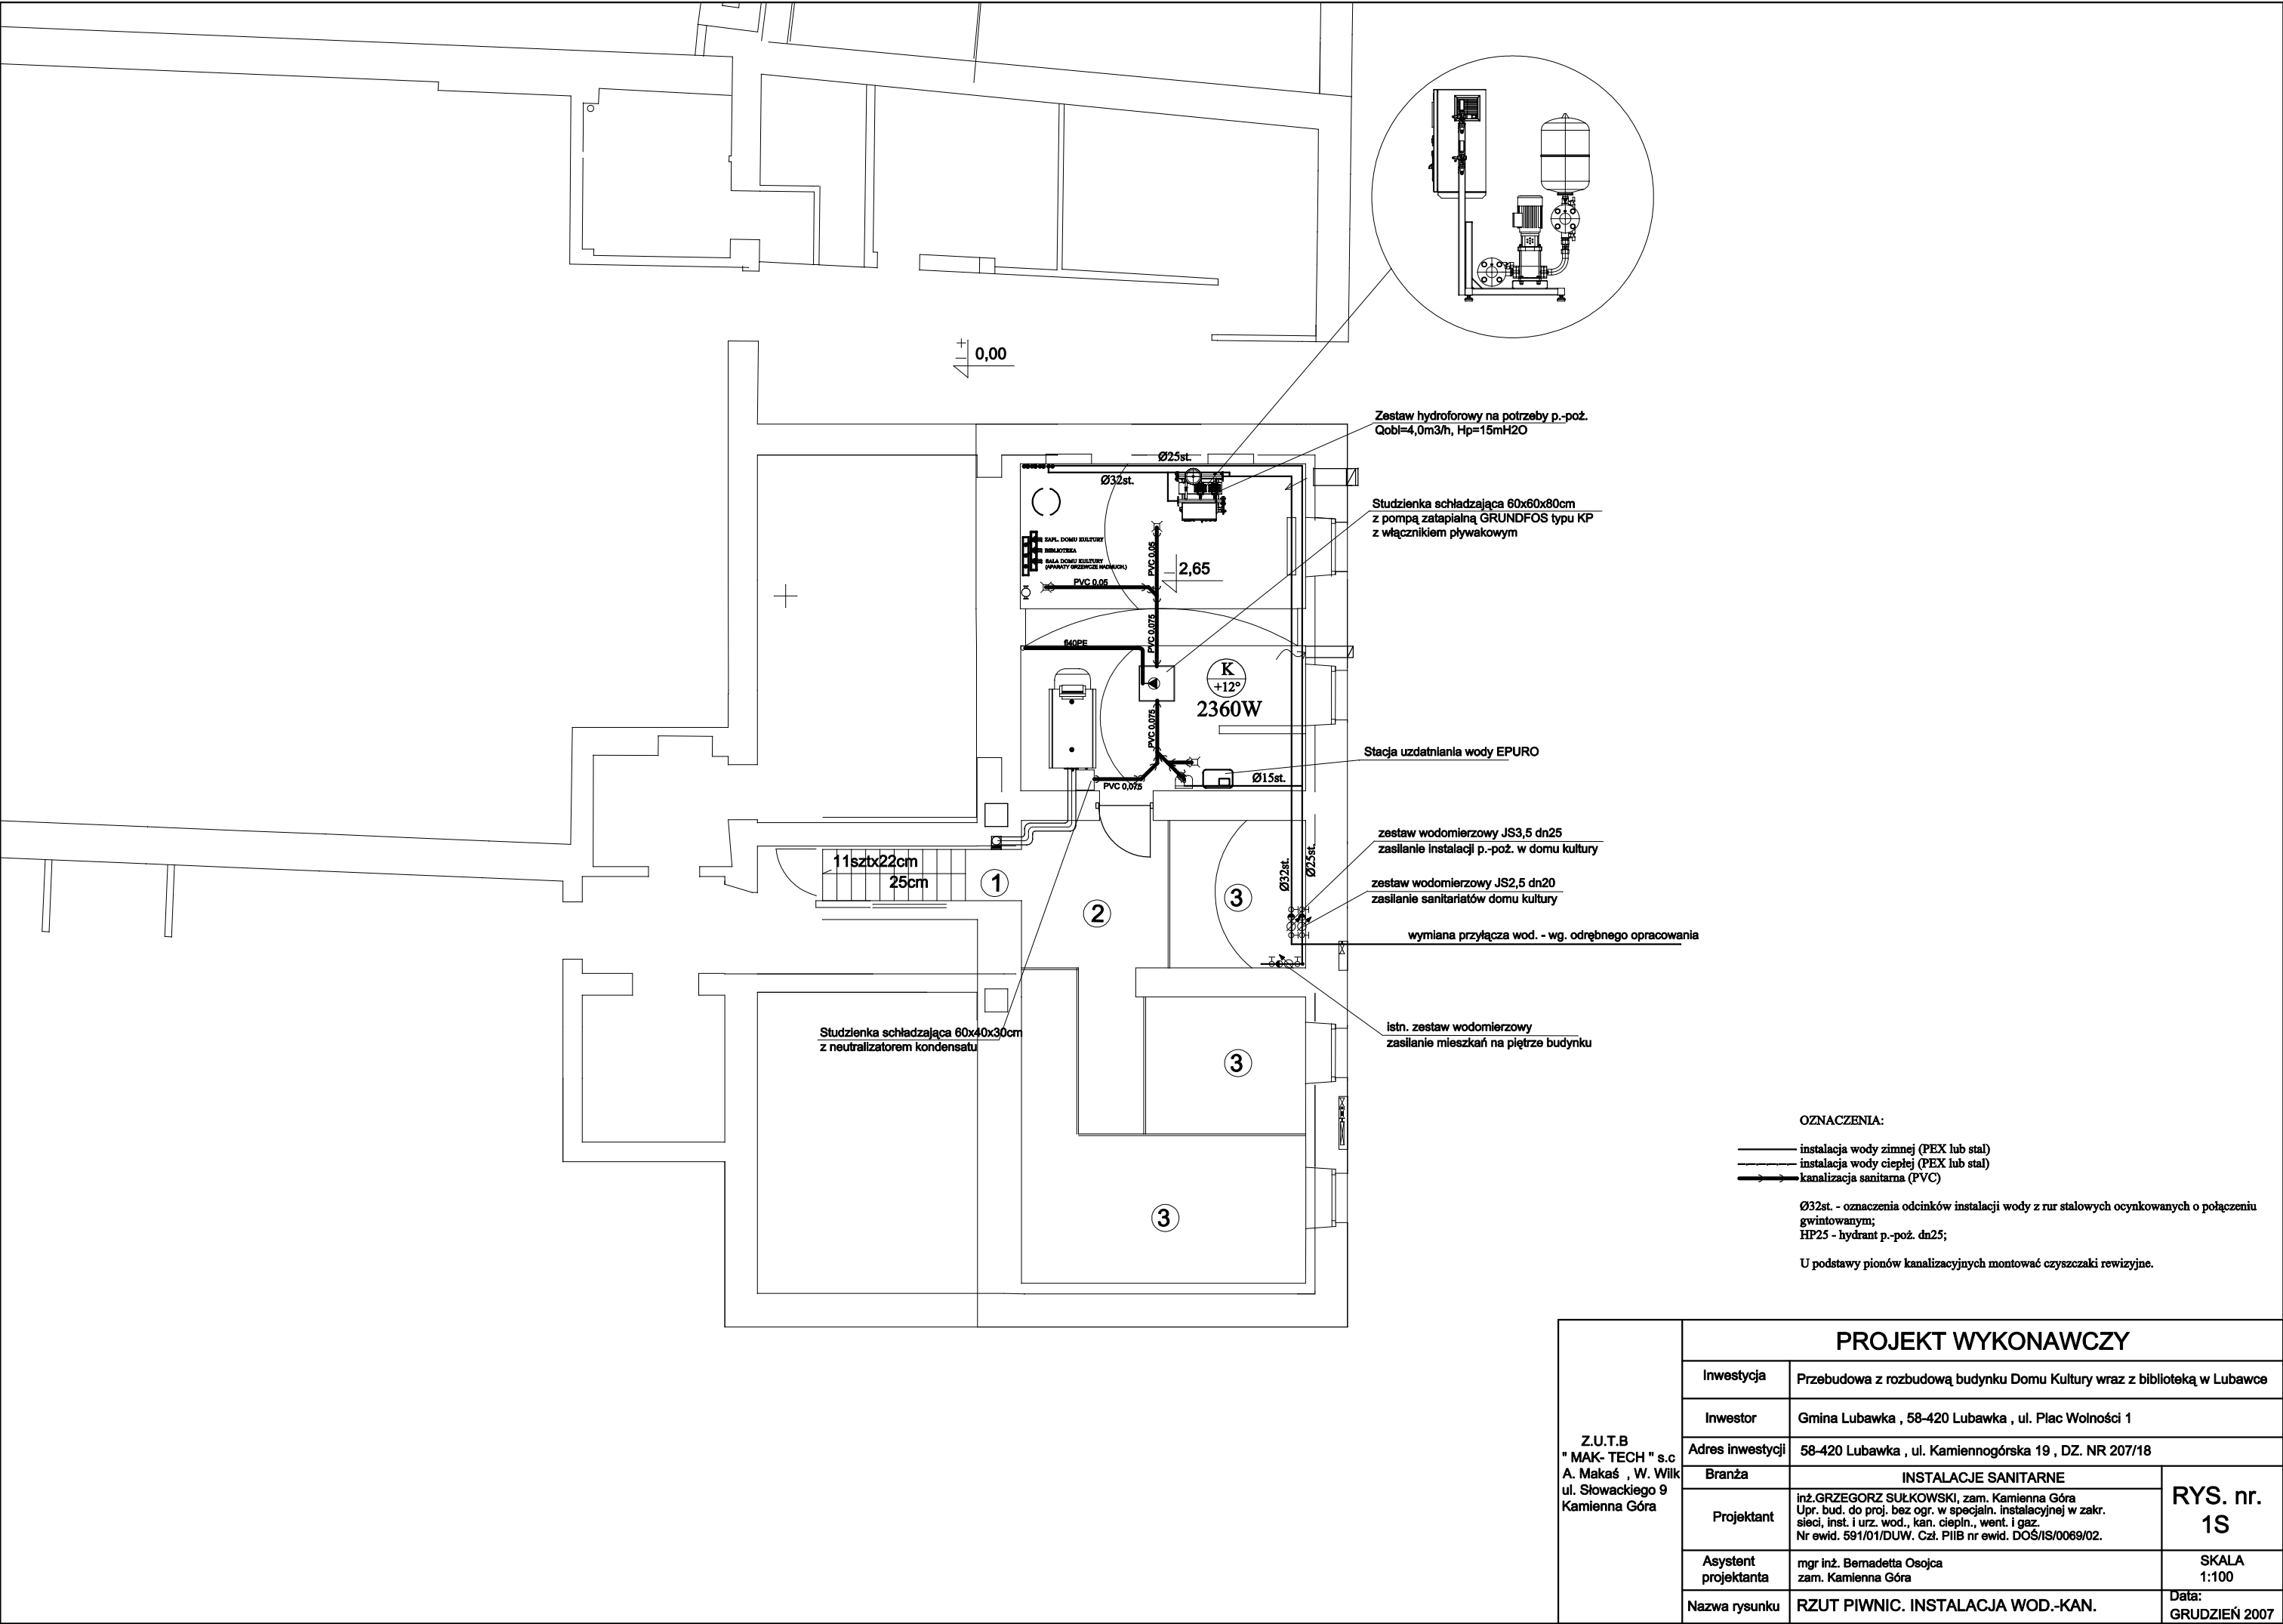 0,00
Zestaw hydroforowy na potrzeby p.-poż.
Qobl=4,0m3/h, Hp=15mH2O
Ø25st.
Ø32st.
Studzienka schładzająca 60x60x80cm
z pompą zatapialną GRUNDFOS typu KP
z włącznikiem pływakowym
ZAPL. DOMU KULTURY
BIBLIOTEKA
SALA DOMU KULTURY
(APARATY GRZEWCZE NADMUCH.)
PVC 0.05
2,65
PVC 0.05
PVC 0,075
fi40PE
K
+12°
2360W
PVC 0,075
Stacja uzdatniania wody EPURO
Ø15st.
PVC 0,075
zestaw wodomierzowy JS3,5 dn25
zasilanie instalacji p.-poż. w domu kultury
11sztx22cm
25cm
1
2
3
Ø32st.
Ø25st.
zestaw wodomierzowy JS2,5 dn20
zasilanie sanitariatów domu kultury
wymiana przyłącza wod. - wg. odrębnego opracowania
Studzienka schładzająca 60x40x30cm
z neutralizatorem kondensatu
istn. zestaw wodomierzowy
zasilanie mieszkań na piętrze budynku
3
3
OZNACZENIA:
instalacja wody zimnej (PEX lub stal)
instalacja wody ciepłej (PEX lub stal)
kanalizacja sanitarna (PVC)
Ø32st. - oznaczenia odcinków instalacji wody z rur stalowych ocynkowanych o połączeniu
gwintowanym;
HP25 - hydrant p.-poż. dn25;
U podstawy pionów kanalizacyjnych montować czyszczaki rewizyjne.
PROJEKT WYKONAWCZY
Inwestycja
Przebudowa z rozbudową budynku Domu Kultury wraz z biblioteką w Lubawce
Inwestor
Gmina Lubawka , 58-420 Lubawka , ul. Plac Wolności 1
Adres inwestycji
58-420 Lubawka , ul. Kamiennogórska 19 , DZ. NR 207/18
Z.U.T.B
" MAK- TECH " s.c
A. Makaś , W. Wilk
ul. Słowackiego 9
Kamienna Góra
Branża
INSTALACJE SANITARNE
Projektant
inż.GRZEGORZ SUŁKOWSKI, zam. Kamienna Góra
Upr. bud. do proj. bez ogr. w specjaln. instalacyjnej w zakr.
sieci, inst. i urz. wod., kan. ciepln., went. i gaz.
Nr ewid. 591/01/DUW. Czł. PIIB nr ewid. DOŚ/IS/0069/02.
RYS. nr.
1S
Asystent
projektanta
mgr inż. Bernadetta Osojca
zam. Kamienna Góra
SKALA
1:100
Nazwa rysunku
RZUT PIWNIC. INSTALACJA WOD.-KAN.
Data:
GRUDZIEŃ 2007